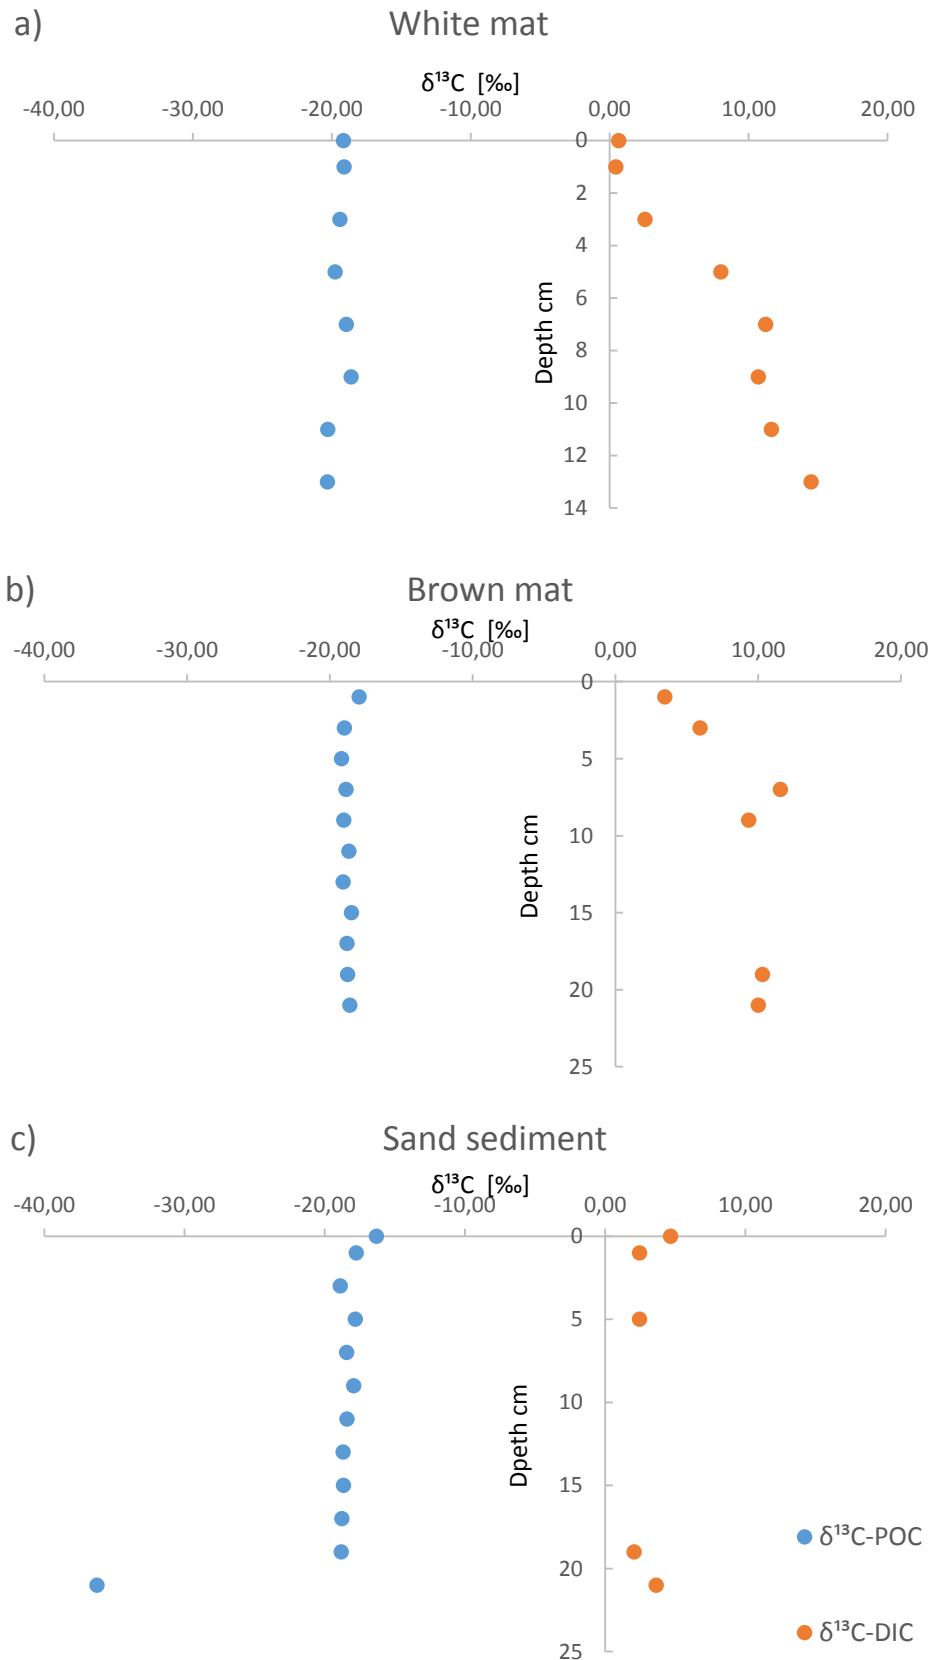 a)
White mat
δ¹³C [‰]
-40,00 -30,00 -20,00 -10,00 0,00 10,00 20,00
0
2
4
6
8
10
12
14
Depth cm
b)
Brown mat
δ¹³C [‰]
-40,00 -30,00 -20,00 -10,00 0,00 10,00 20,00
0
5
10
15
20
25
Depth cm
c)
Sand sediment
δ¹³C [‰]
-40,00 -30,00 -20,00 -10,00 0,00 10,00 20,00
0
5
10
15
20
25
Dpeth cm
δ¹³C-POC
δ¹³C-DIC